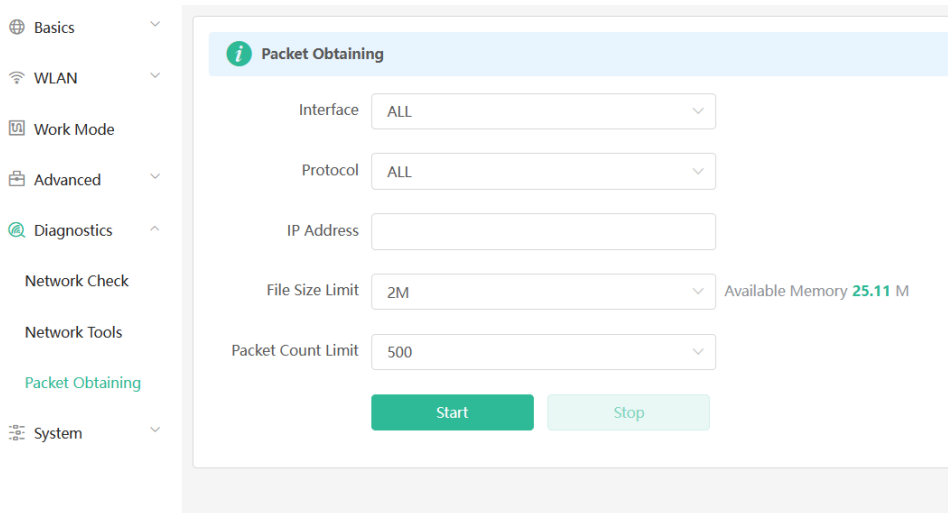 Basics
WLAN
Work Mode
Advanced
Diagnostics
Network Check
Network Tools
Packet Obtaining
System
i Packet Obtaining
Interface ALL
Protocol ALL
IP Address
File Size Limit 2M Available Memory 25.11 M
Packet Count Limit 500
Start Stop